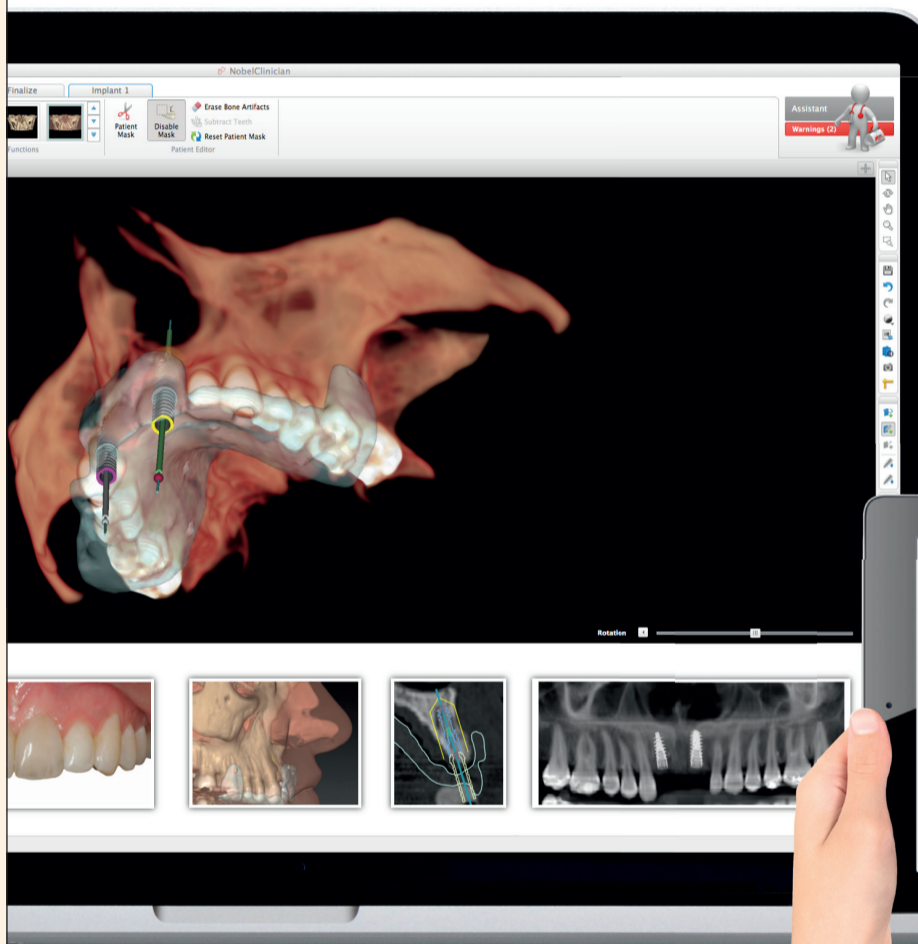 NobelClinician
Finalize
Implant 1
Functions
Patient
Mask
Disable
Mask
Erase Bone Artifacts
Subtract Teeth
Reset Patient Mask
Patient Editor
Assistant
Warnings (2)
Rotation